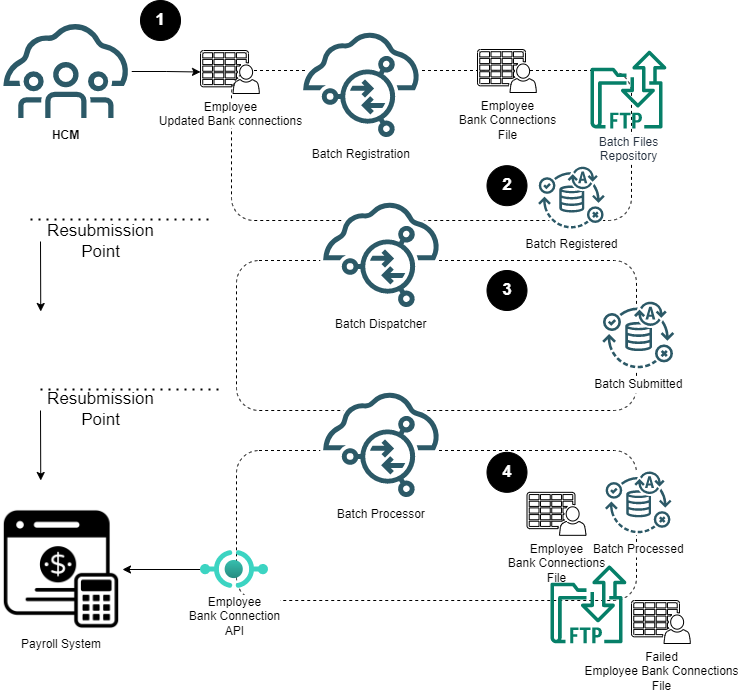 1
HCM
Employee
Updated Bank connections
Batch Registration
Employee
Bank Connections
File
FTP
Batch Files
Repository
2
A
Batch Registered
Resubmission
Point
Batch Dispatcher
3
A
Batch Submitted
Resubmission
Point
Batch Processor
4
A
Employee
Bank Connections
File
Batch Processed
$
Payroll System
Employee
Bank Connection
API
FTP
Failed
Employee Bank Connections
File